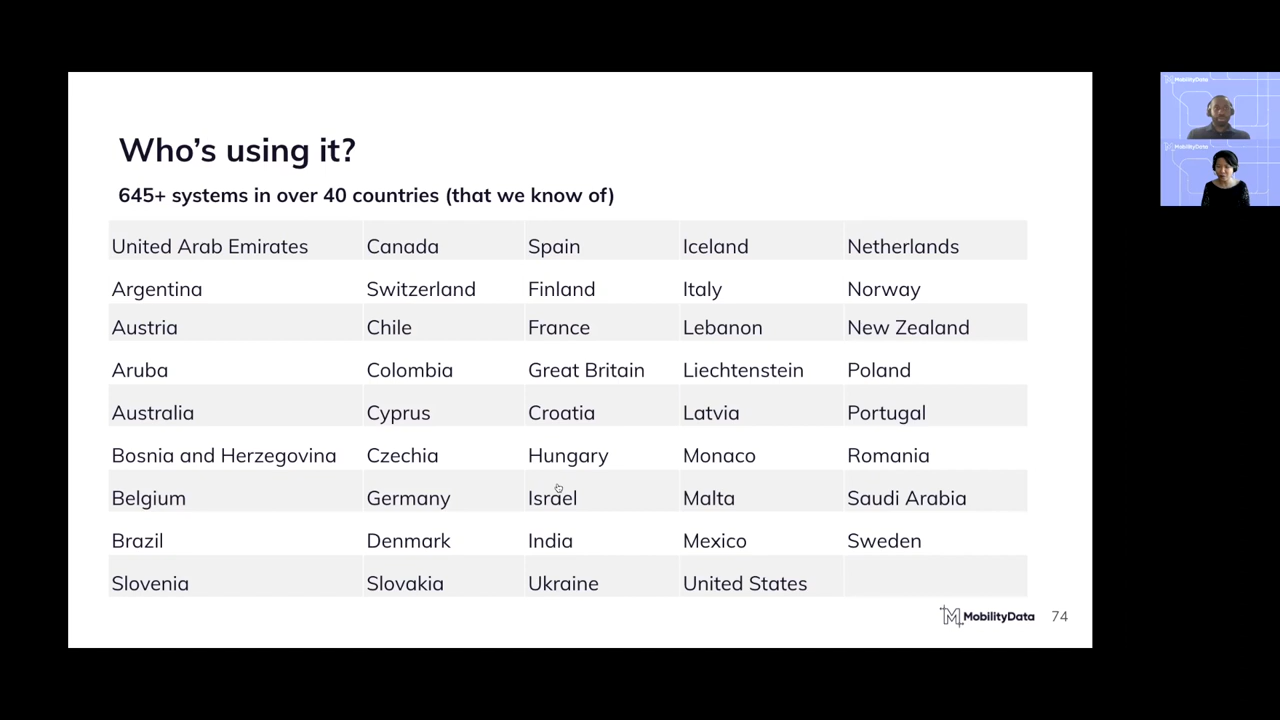 Who's using it?
645+ systems in over 40 countries (that we know of)
United Arab Emirates Canada Spain Iceland Netherlands
Argentina Switzerland Finland Italy Norway
Austria Chile France Lebanon New Zealand
Aruba Colombia Great Britain Liechtenstein Poland
Australia Cyprus Croatia Latvia Portugal
Bosnia and Herzegovina Czechia Hungary Monaco Romania
Belgium Germany Israel Malta Saudi Arabia
Brazil Denmark India Mexico Sweden
Slovenia Slovakia Ukraine United States
MobilityData 74
MobilityData
MobilityData